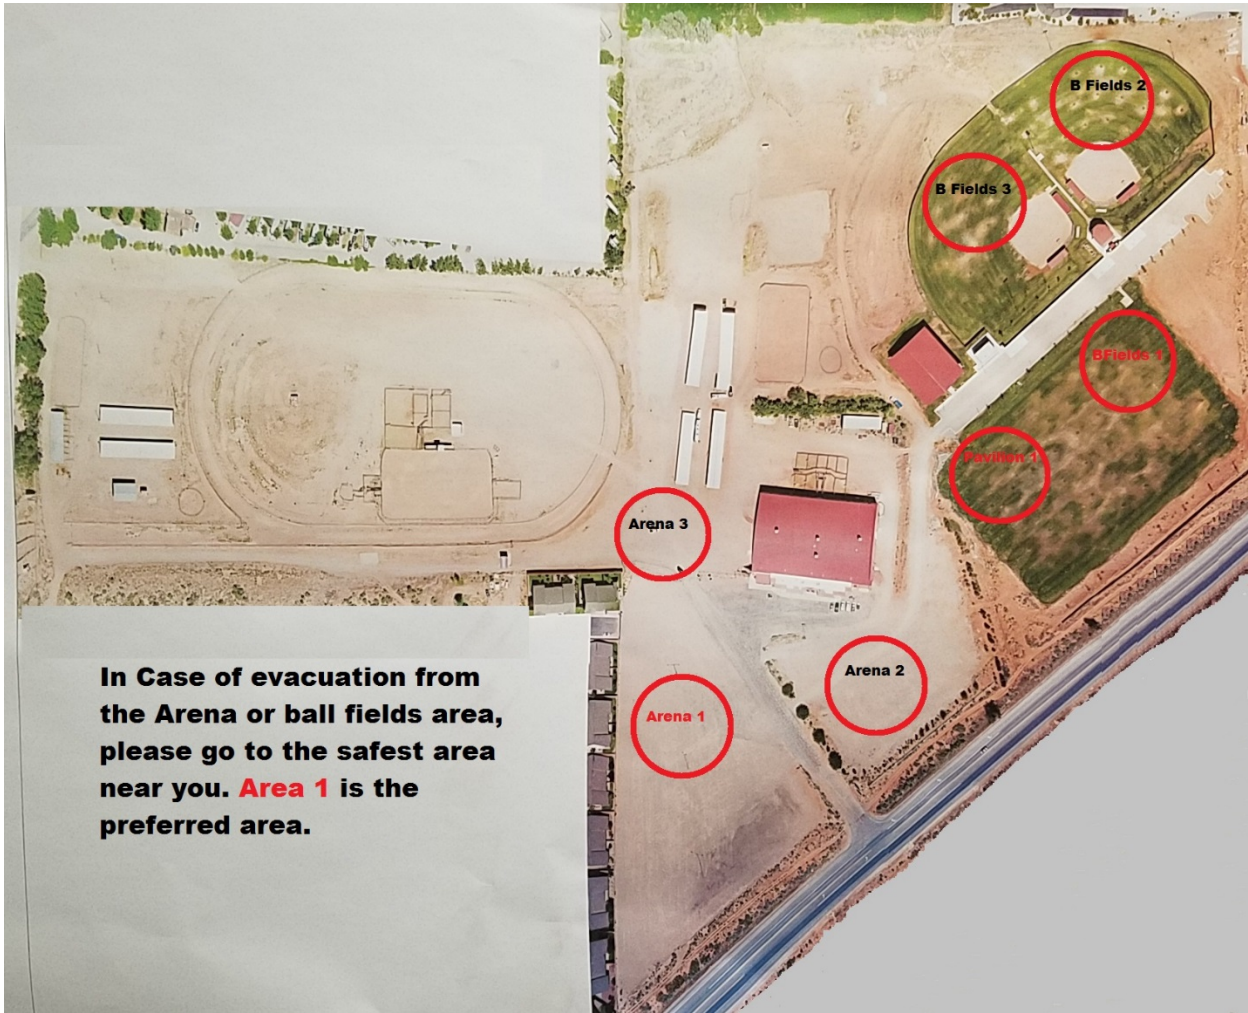 B Fields 2
B Fields 3
BFields 1
Pavilion 1
Arena 3
Arena 2
Arena 1
In Case of evacuation from
the Arena or ball fields area,
please go to the safest area
near you. Area 1 is the
preferred area.